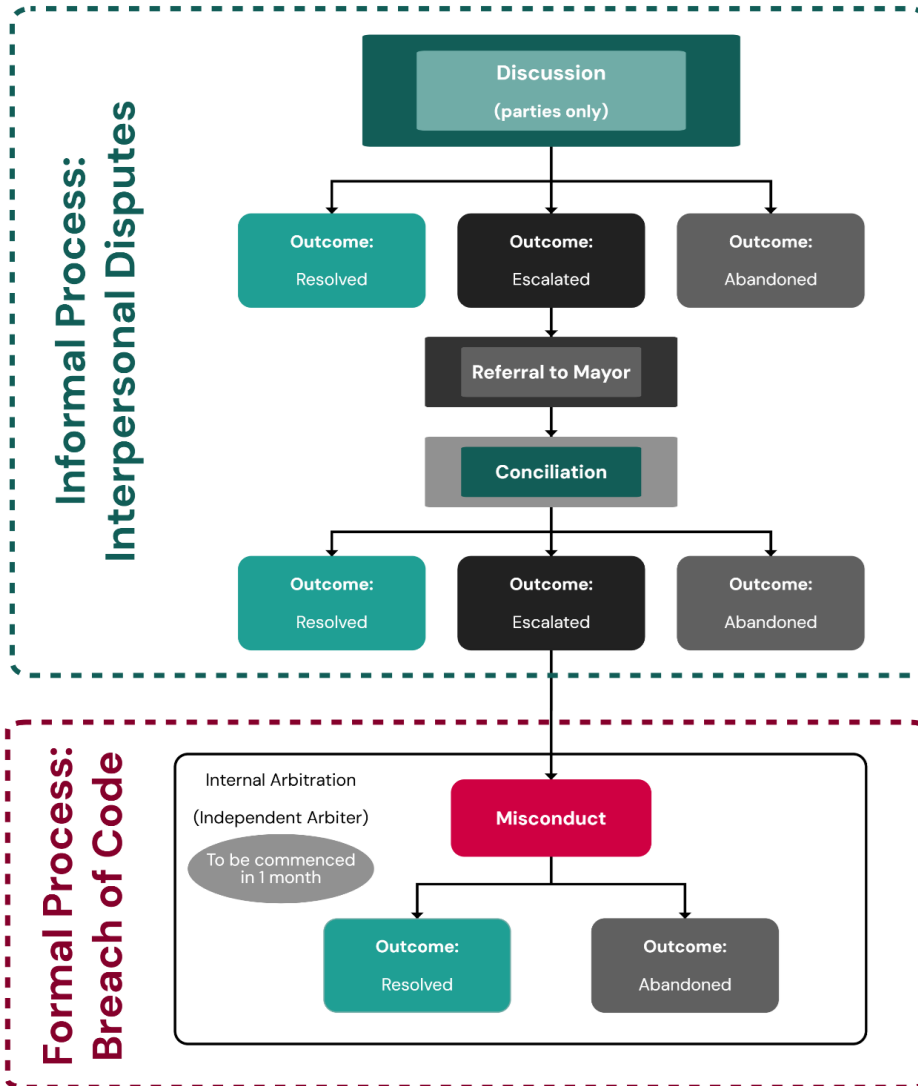 Informal Process:
Interpersonal Disputes
Discussion
(parties only)
Outcome:
Resolved
Outcome:
Escalated
Outcome:
Abandoned
Referral to Mayor
Conciliation
Outcome:
Resolved
Outcome:
Escalated
Outcome:
Abandoned
Formal Process:
Breach of Code
Internal Arbitration
(Independent Arbiter)
To be commenced
in 1 month
Misconduct
Outcome:
Resolved
Outcome:
Abandoned